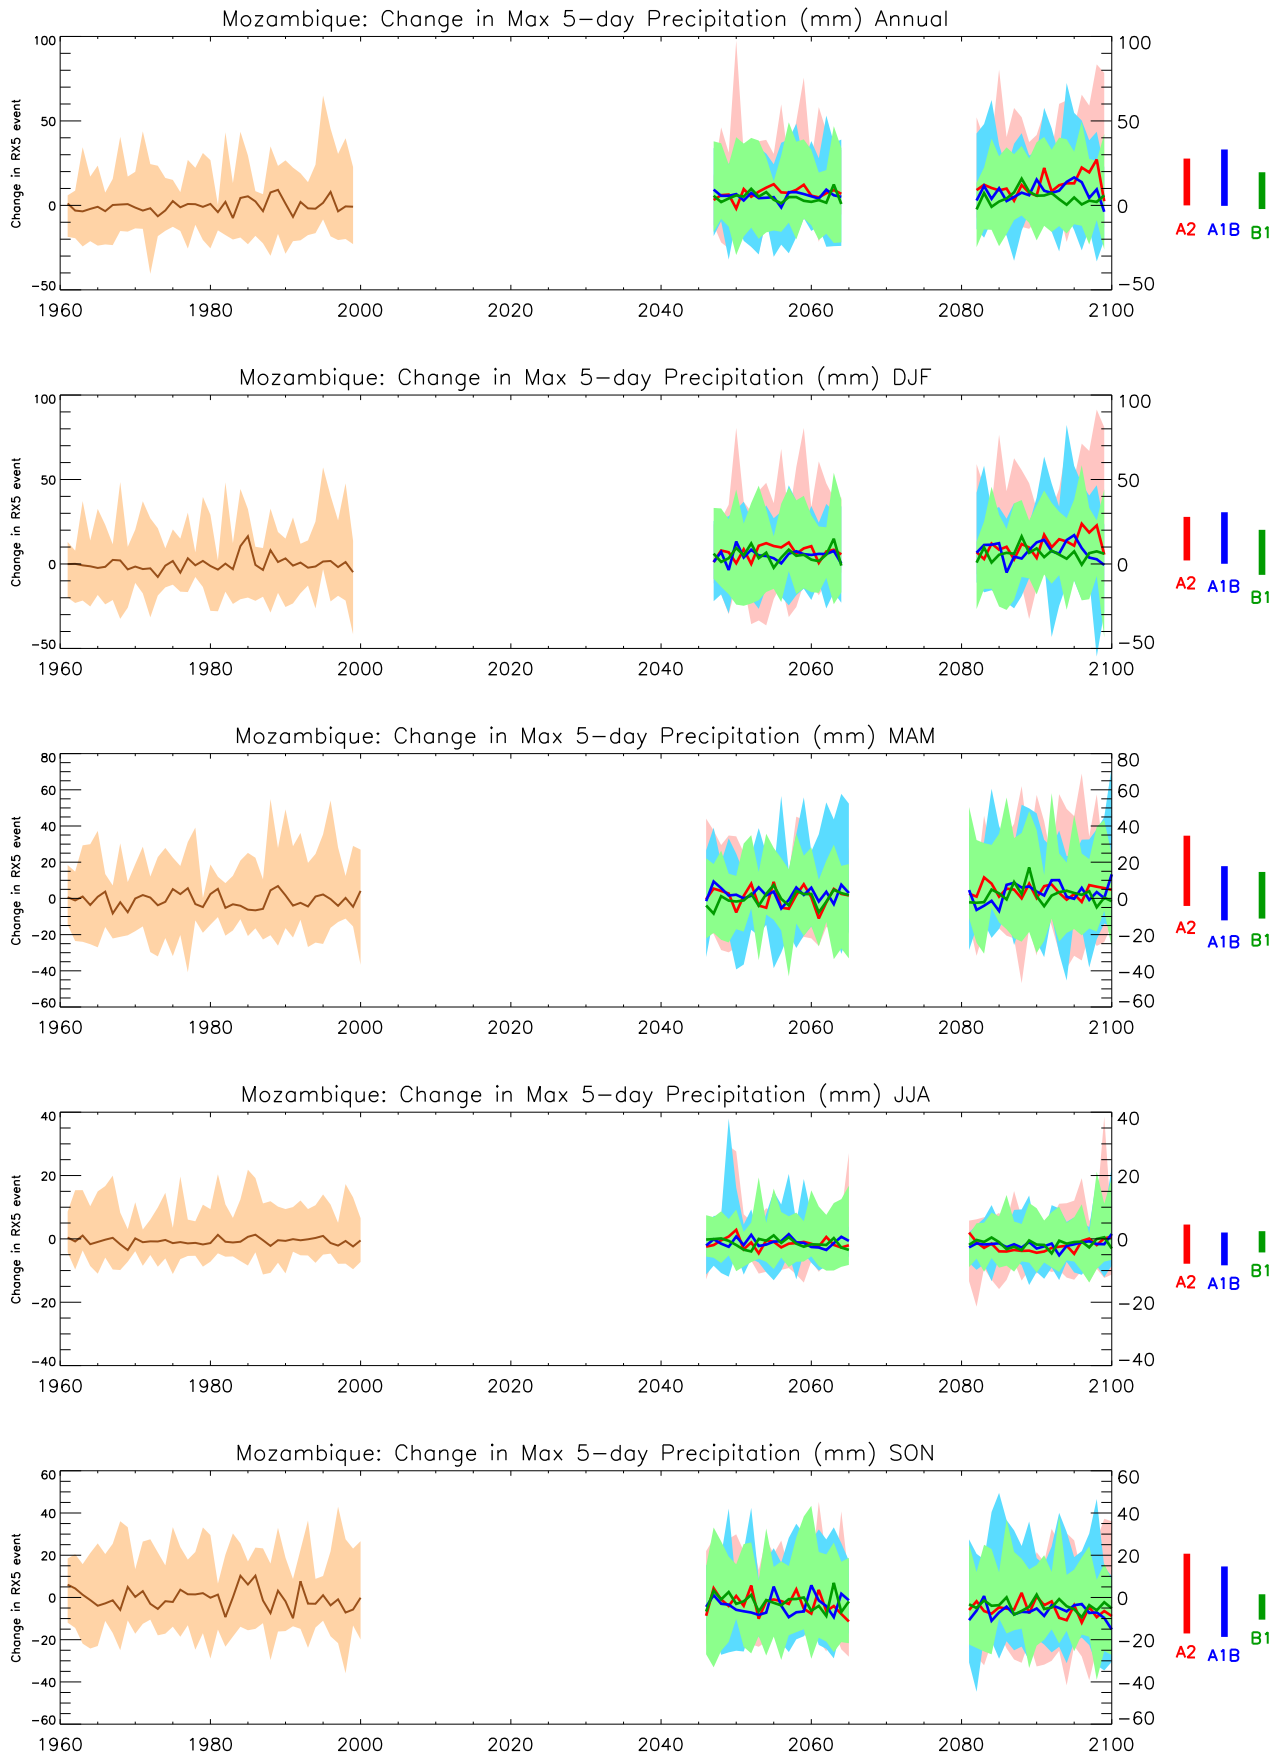 Mozambique: Change in Max 5-day Precipitation (mm) Annual
100 100
50 50
0 0
-50 -50
Change in RX5 event
1960 1980 2000 2020 2040 2060 2080 2100
A2 A1B B1
Mozambique: Change in Max 5-day Precipitation (mm) DJF
100 100
50 50
0 0
-50 -50
Change in RX5 event
1960 1980 2000 2020 2040 2060 2080 2100
A2 A1B B1
Mozambique: Change in Max 5-day Precipitation (mm) MAM
80 80
60 60
40 40
20 20
0 0
-20 -20
-40 -40
-60 -60
Change in RX5 event
1960 1980 2000 2020 2040 2060 2080 2100
A2 A1B B1
Mozambique: Change in Max 5-day Precipitation (mm) JJA
40 40
20 20
0 0
-20 -20
-40 -40
Change in RX5 event
1960 1980 2000 2020 2040 2060 2080 2100
A2 A1B B1
Mozambique: Change in Max 5-day Precipitation (mm) SON
60 60
40 40
20 20
0 0
-20 -20
-40 -40
-60 -60
Change in RX5 event
1960 1980 2000 2020 2040 2060 2080 2100
A2 A1B B1